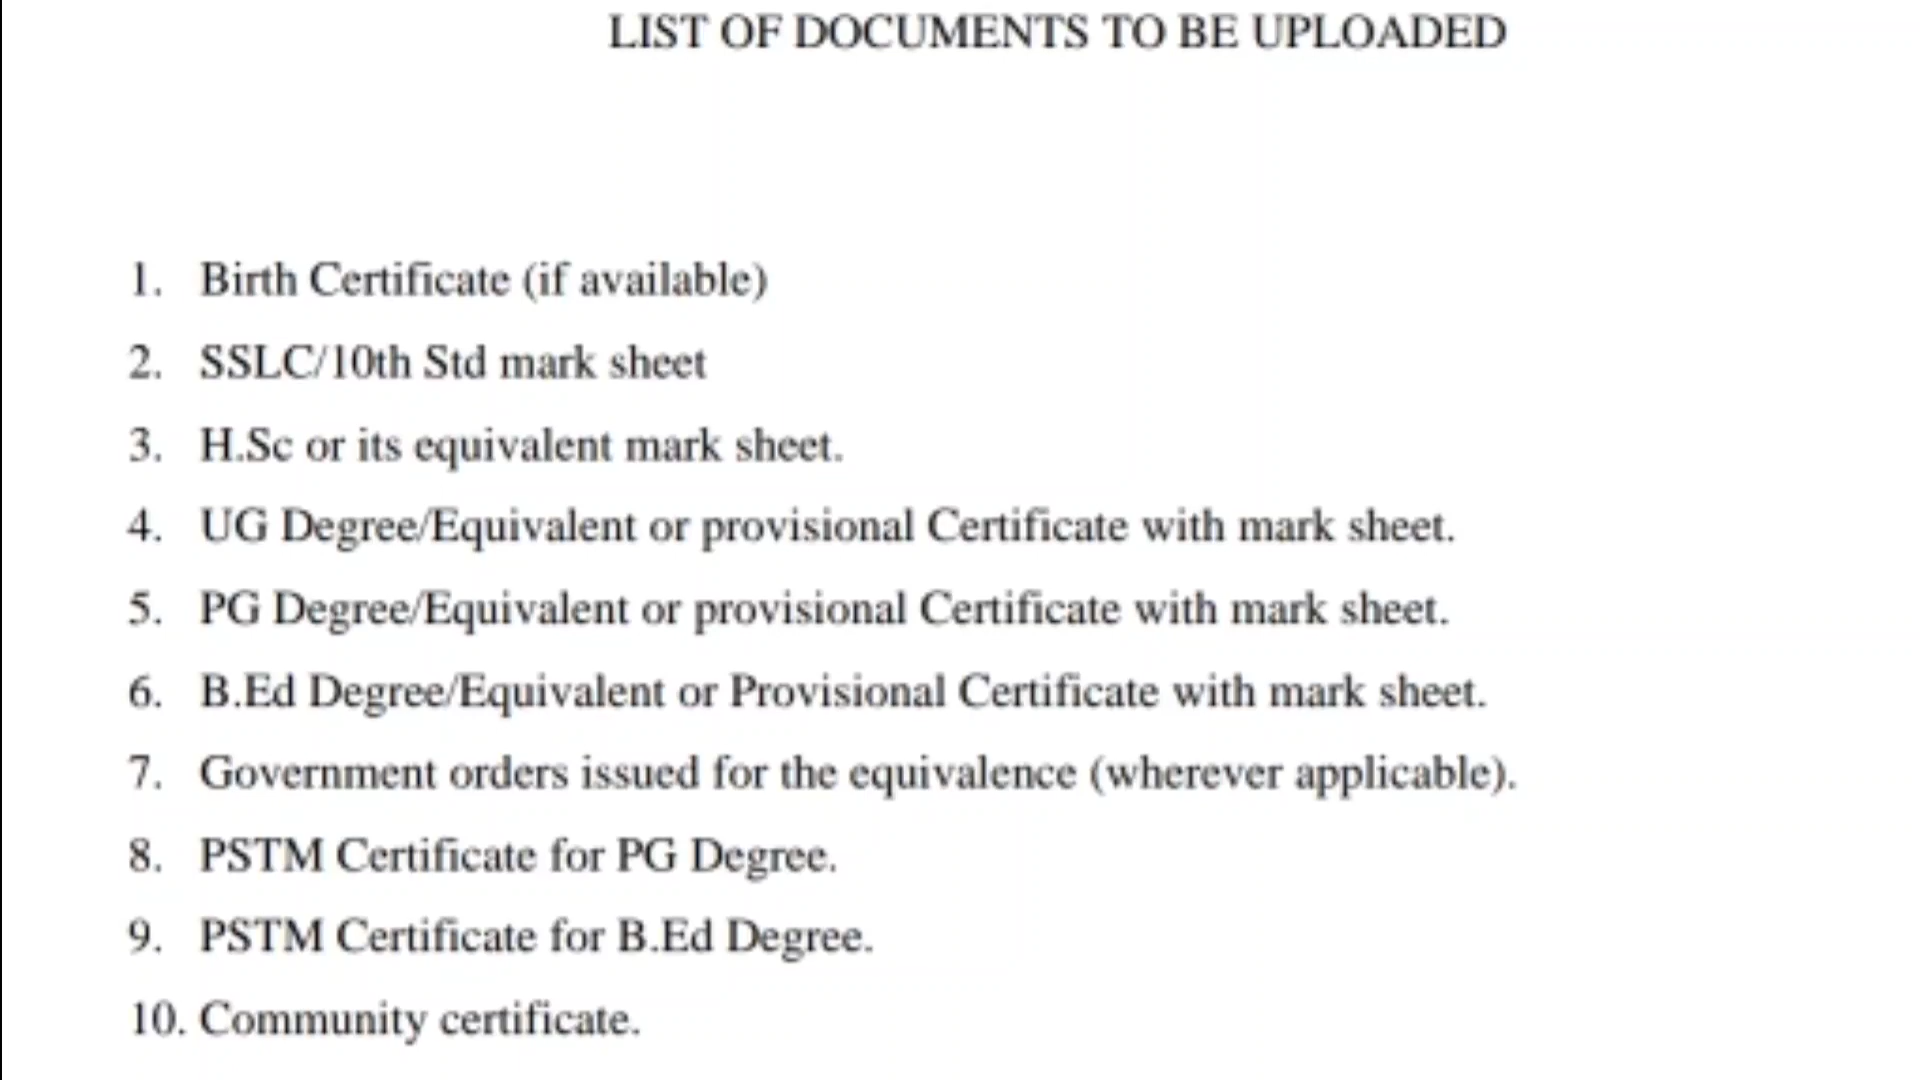 LIST OF DOCUMENTS TO BE UPLOADED
1. Birth Certificate (if available)
2. SSLC/10th Std mark sheet
3. H.Sc or its equivalent mark sheet.
4. UG Degree/Equivalent or provisional Certificate with mark sheet.
5. PG Degree/Equivalent or provisional Certificate with mark sheet.
6. B.Ed Degree/Equivalent or Provisional Certificate with mark sheet.
7. Government orders issued for the equivalence (wherever applicable).
8. PSTM Certificate for PG Degree.
9. PSTM Certificate for B.Ed Degree.
10. Community certificate.